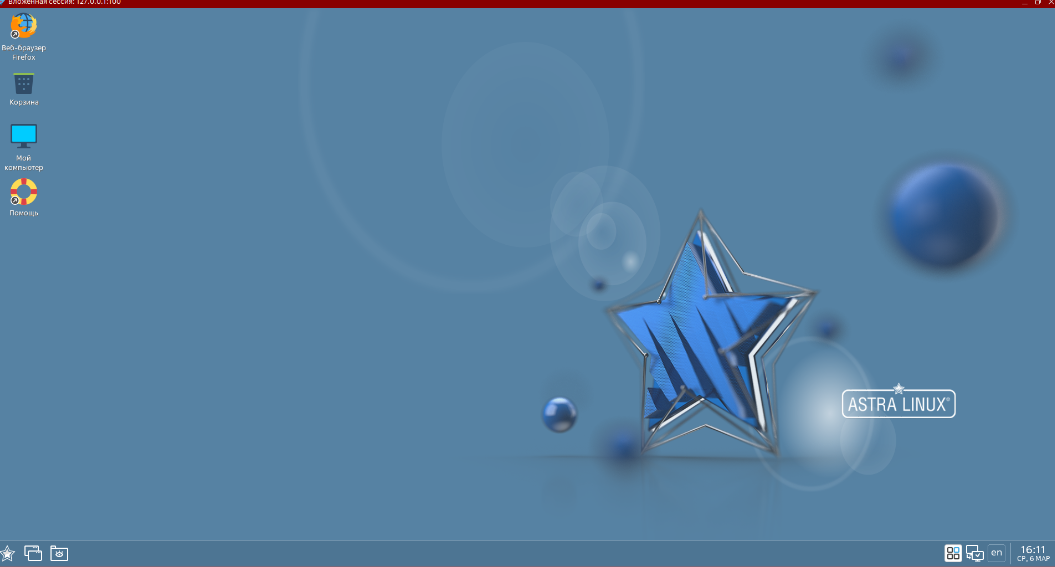 Вложенная сессия: 127.0.0.1:100
Веб-браузер
Firefox
Корзина
Мой
компьютер
Помощь
ASTRA LINUX®
en
16:11
СР, 6 МАР